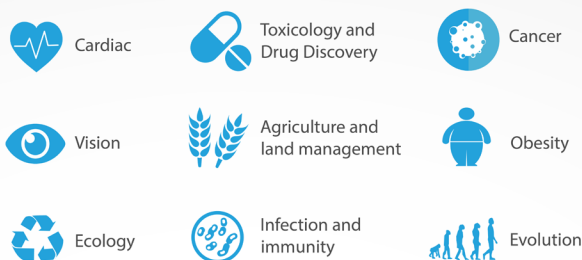 Cardiac
Toxicology and
Drug Discovery
Cancer
Vision
Agriculture and
land management
Obesity
Ecology
Infection and
immunity
Evolution